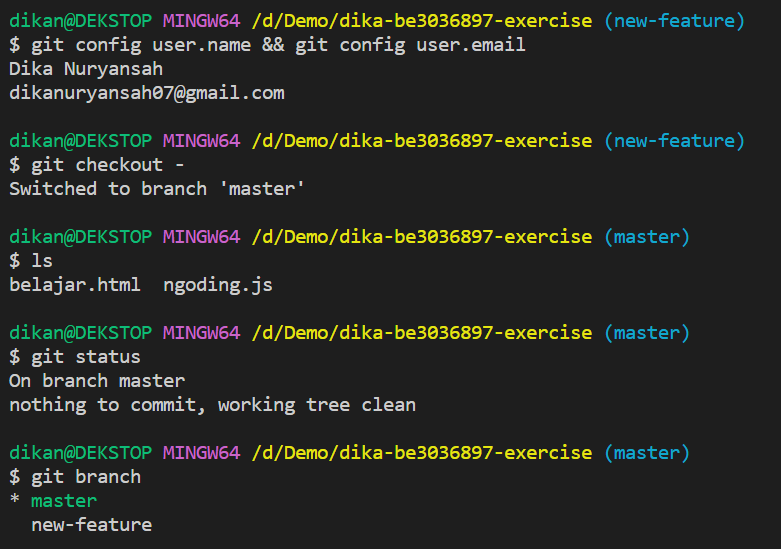 dikan@DEKSTOP MINGW64 /d/Demo/dika-be3036897-exercise (new-feature)
$ git config user.name && git config user.email
Dika Nuryansah
dikanuryansah07@gmail.com
dikan@DEKSTOP MINGW64 /d/Demo/dika-be3036897-exercise (new-feature)
$ git checkout -
Switched to branch 'master'
dikan@DEKSTOP MINGW64 /d/Demo/dika-be3036897-exercise (master)
$ ls
belajar.html  ngoding.js
dikan@DEKSTOP MINGW64 /d/Demo/dika-be3036897-exercise (master)
$ git status
On branch master
nothing to commit, working tree clean
dikan@DEKSTOP MINGW64 /d/Demo/dika-be3036897-exercise (master)
$ git branch
* master
  new-feature